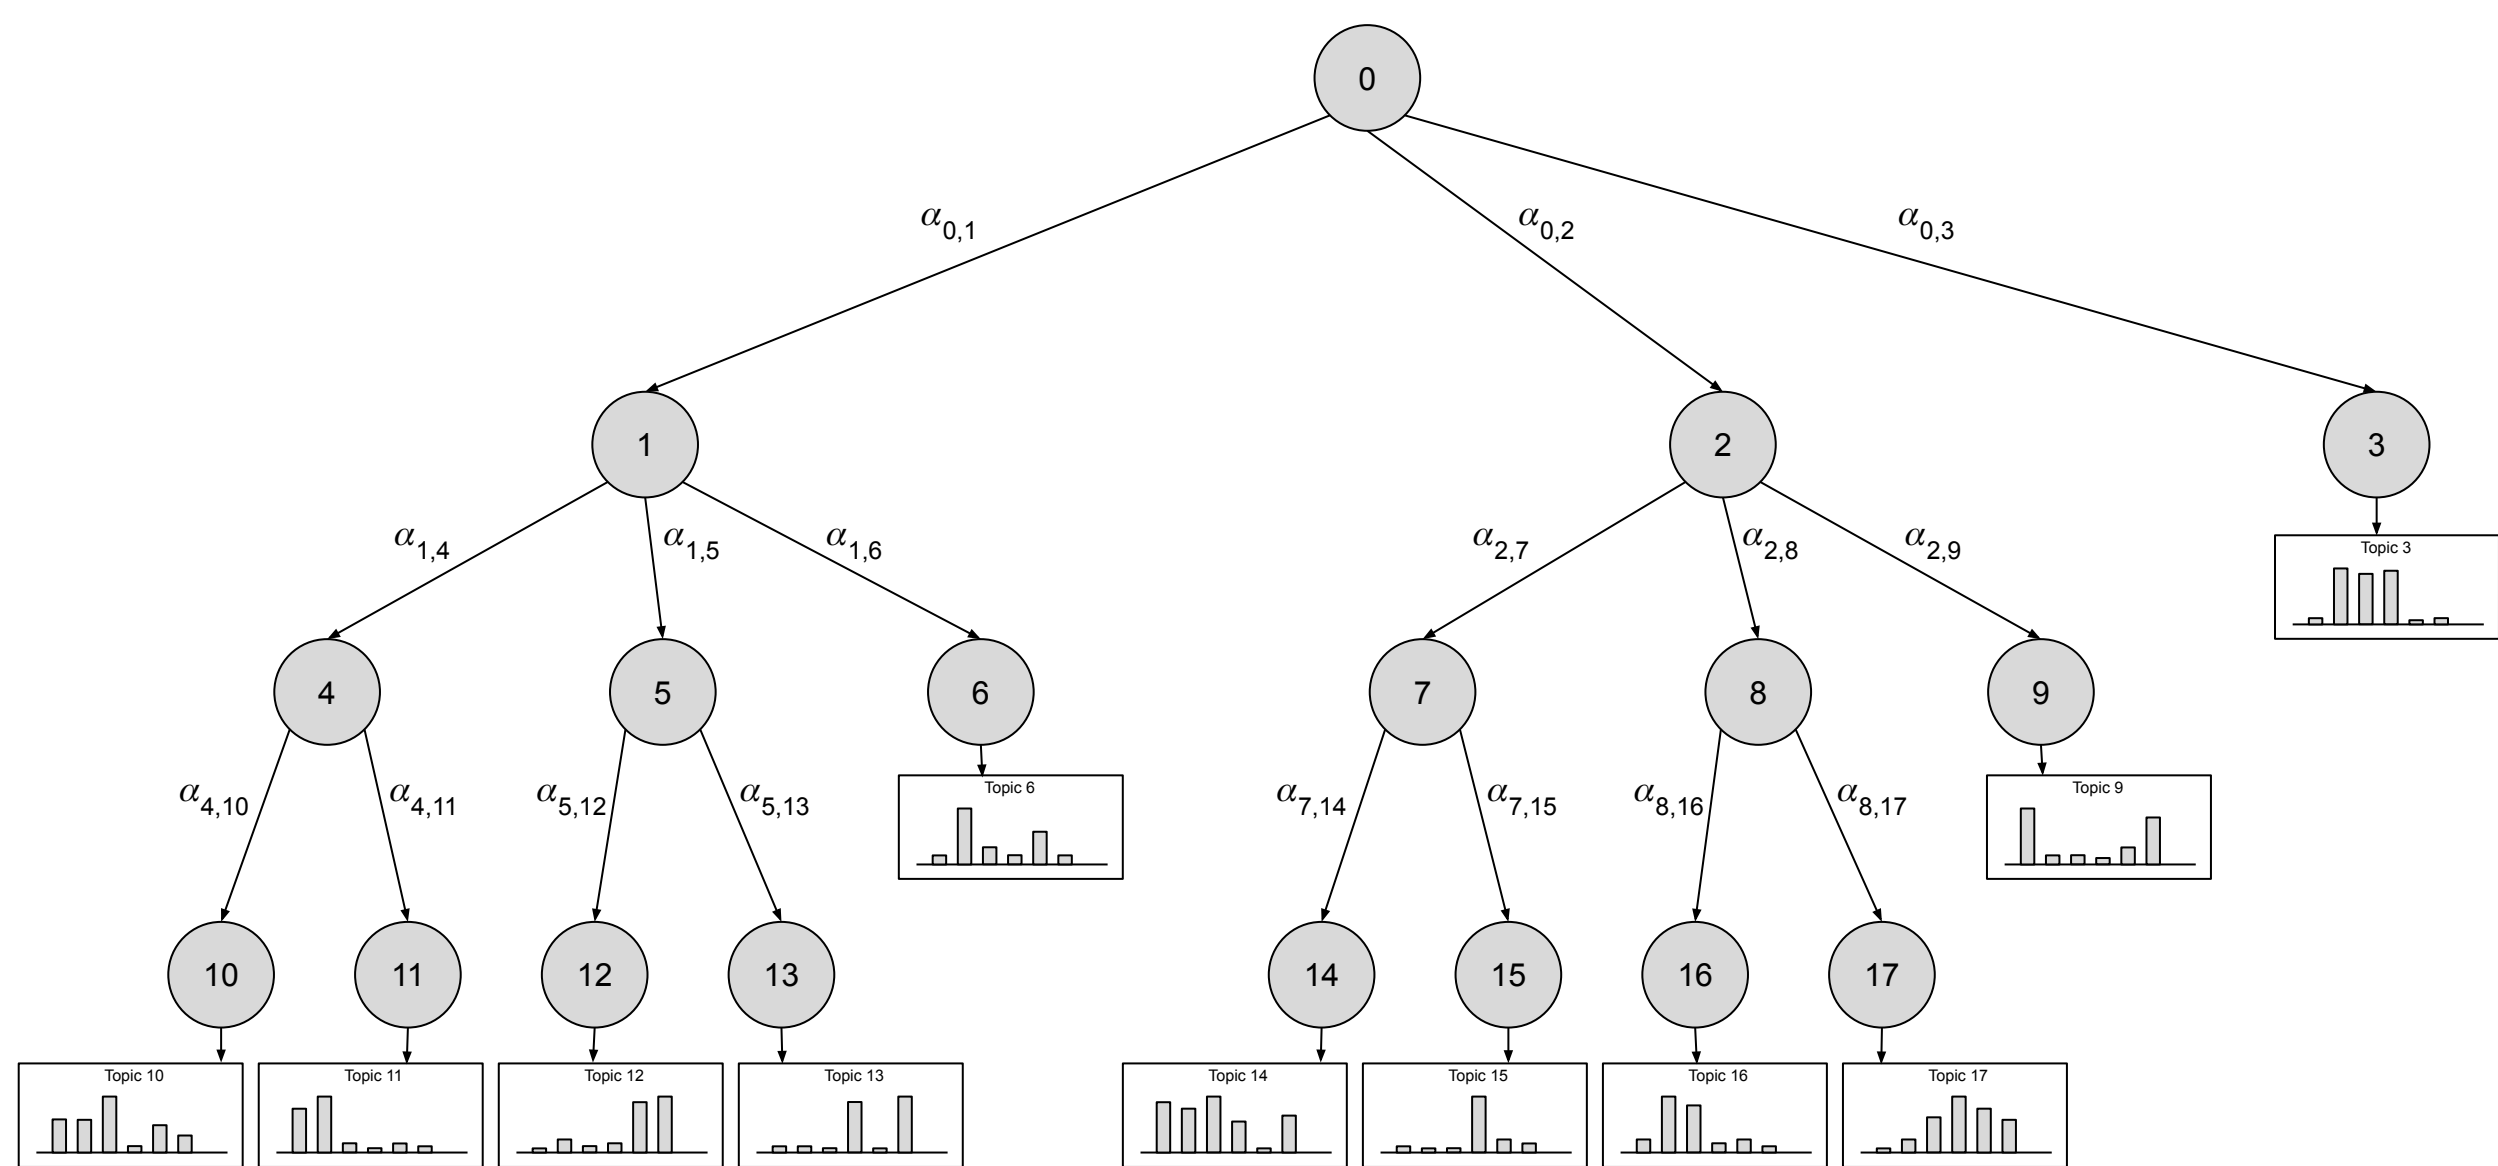 0
α0,1
α0,2
α0,3
1
2
3
α1,4
α1,5
α1,6
α2,7
α2,8
α2,9
Topic 3
4
5
6
7
8
9
α4,10
α4,11
α5,12
α5,13
Topic 6
α7,14
α7,15
α8,16
α8,17
Topic 9
10
11
12
13
14
15
16
17
Topic 10
Topic 11
Topic 12
Topic 13
Topic 14
Topic 15
Topic 16
Topic 17